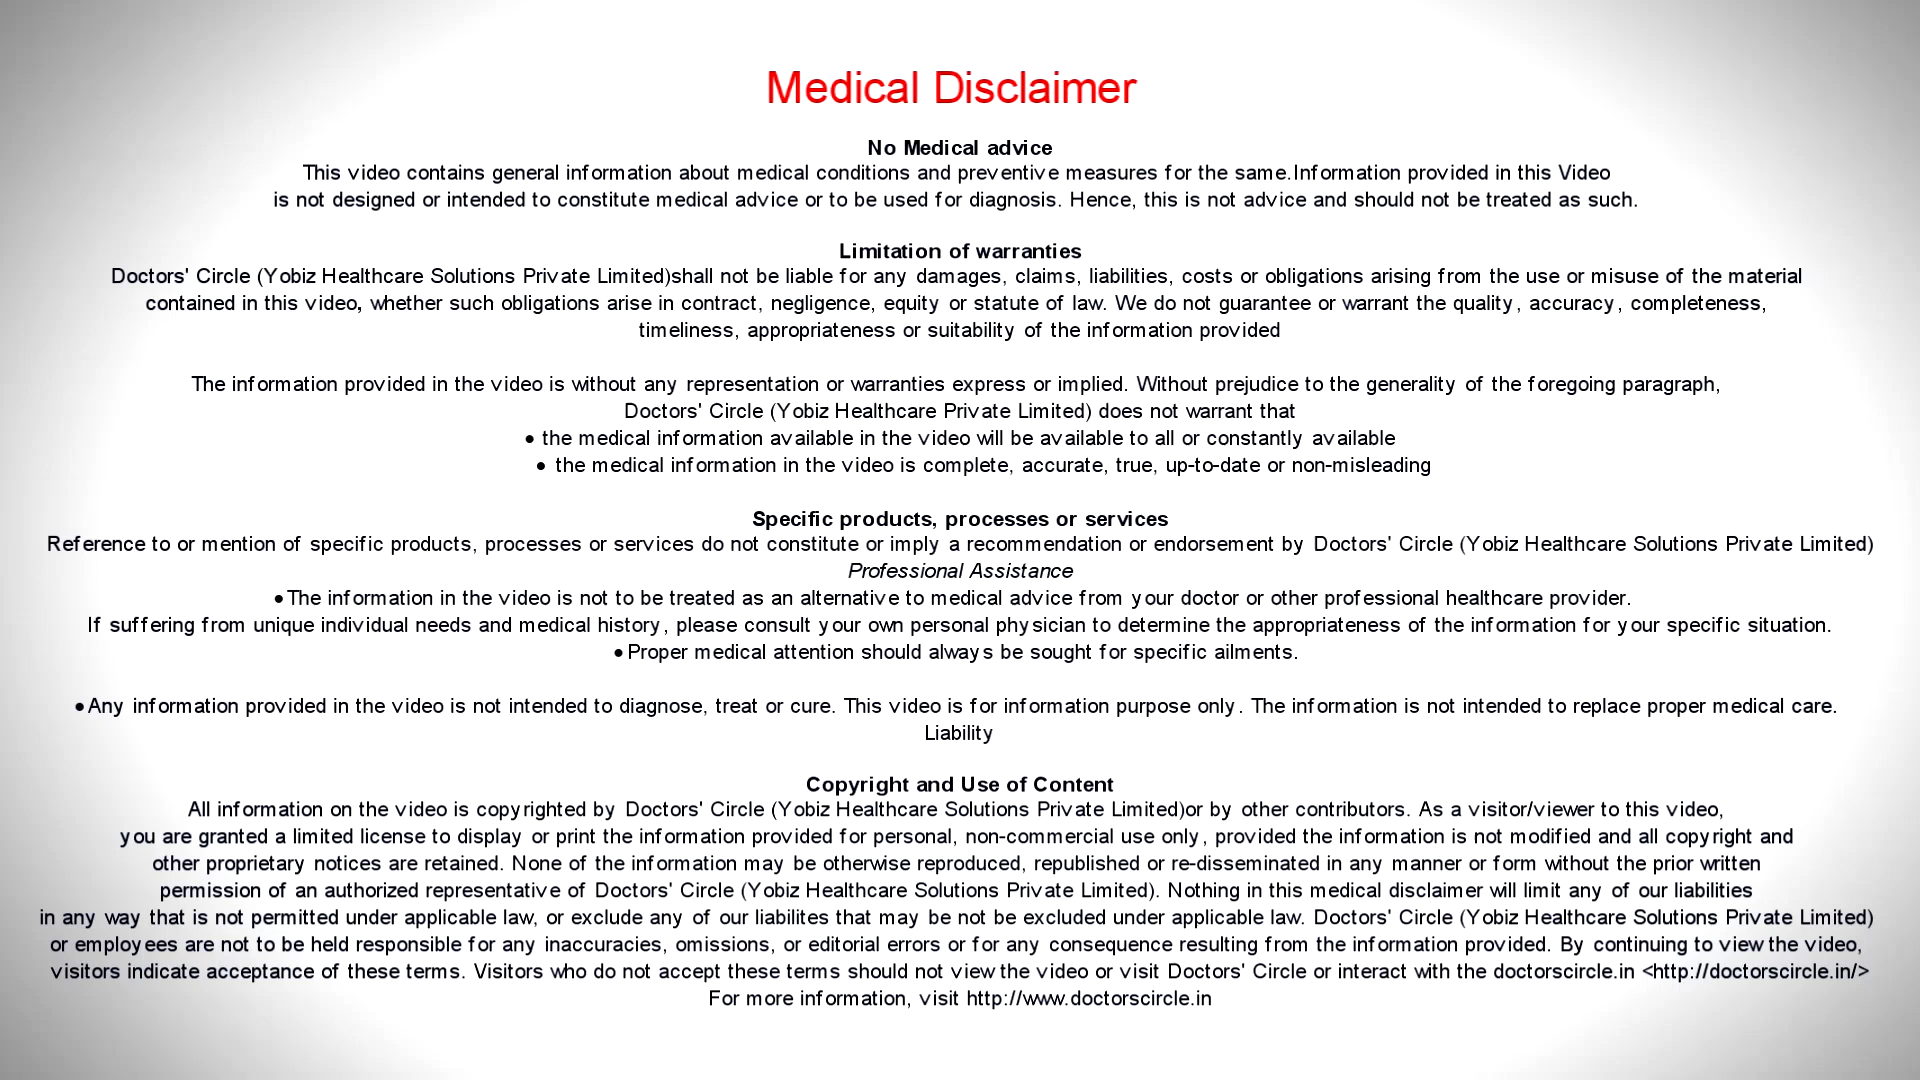 Medical Disclaimer
No Medical advice
This video contains general information about medical conditions and preventive measures for the same.Information provided in this Video
is not designed or intended to constitute medical advice or to be used for diagnosis. Hence, this is not advice and should not be treated as such.
Limitation of warranties
Doctors' Circle (Yobiz Healthcare Solutions Private Limited)shall not be liable for any damages, claims, liabilities, costs or obligations arising from the use or misuse of the material
contained in this video, whether such obligations arise in contract, negligence, equity or statute of law. We do not guarantee or warrant the quality, accuracy, completeness,
timeliness, appropriateness or suitability of the information provided
The information provided in the video is without any representation or warranties express or implied. Without prejudice to the generality of the foregoing paragraph,
Doctors' Circle (Yobiz Healthcare Private Limited) does not warrant that
• the medical information available in the video will be available to all or constantly available
• the medical information in the video is complete, accurate, true, up-to-date or non-misleading
Specific products, processes or services
Reference to or mention of specific products, processes or services do not constitute or imply a recommendation or endorsement by Doctors' Circle (Yobiz Healthcare Solutions Private Limited)
Professional Assistance
•The information in the video is not to be treated as an alternative to medical advice from your doctor or other professional healthcare provider.
If suffering from unique individual needs and medical history, please consult your own personal physician to determine the appropriateness of the information for your specific situation.
•Proper medical attention should always be sought for specific ailments.
•Any information provided in the video is not intended to diagnose, treat or cure. This video is for information purpose only. The information is not intended to replace proper medical care.
Liability
Copyright and Use of Content
All information on the video is copyrighted by Doctors' Circle (Yobiz Healthcare Solutions Private Limited)or by other contributors. As a visitor/viewer to this video,
you are granted a limited license to display or print the information provided for personal, non-commercial use only, provided the information is not modified and all copyright and
other proprietary notices are retained. None of the information may be otherwise reproduced, republished or re-disseminated in any manner or form without the prior written
permission of an authorized representative of Doctors' Circle (Yobiz Healthcare Solutions Private Limited). Nothing in this medical disclaimer will limit any of our liabilities
in any way that is not permitted under applicable law, or exclude any of our liabilites that may be not be excluded under applicable law. Doctors' Circle (Yobiz Healthcare Solutions Private Limited)
or employees are not to be held responsible for any inaccuracies, omissions, or editorial errors or for any consequence resulting from the information provided. By continuing to view the video,
visitors indicate acceptance of these terms. Visitors who do not accept these terms should not view the video or visit Doctors' Circle or interact with the doctorscircle.in <http://doctorscircle.in/>
For more information, visit http://www.doctorscircle.in